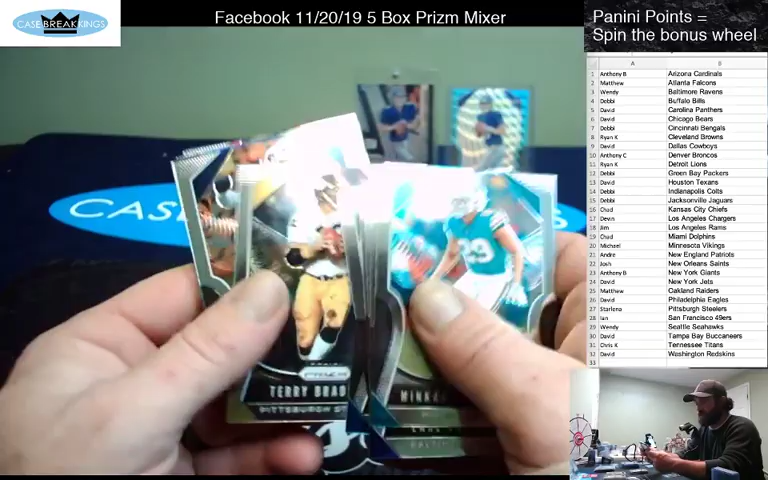 CASEBREAKKINGS
Facebook 11/20/19 5 Box Prizm Mixer
Panini Points =
Spin the bonus wheel
A B
1 Anthony B Arizona Cardinals
2 Matthew Atlanta Falcons
3 Wendy Baltimore Ravens
4 Debbi Buffalo Bills
5 David Carolina Panthers
6 David Chicago Bears
7 Debbi Cincinnati Bengals
8 Ryan K Cleveland Browns
9 David Dallas Cowboys
10 Anthony C Denver Broncos
11 Ryan K Detroit Lions
12 Debbi Green Bay Packers
13 David Houston Texans
14 Debbi Indianapolis Colts
15 Debbi Jacksonville Jaguars
16 Chad Kansas City Chiefs
17 Devin Los Angeles Chargers
18 Jim Los Angeles Rams
19 Chad Miami Dolphins
20 Michael Minnesota Vikings
21 Andre New England Patriots
22 Josh New Orleans Saints
23 Anthony B New York Giants
24 David New York Jets
25 Matthew Oakland Raiders
26 David Philadelphia Eagles
27 Starleno Pittsburgh Steelers
28 Ian San Francisco 49ers
29 Wendy Seattle Seahawks
30 David Tampa Bay Buccaneers
31 Chris K Tennessee Titans
32 David Washington Redskins
33
CAS
PRIZM
TERRY BRAD
PITTSBURGH ST
MINKA
29